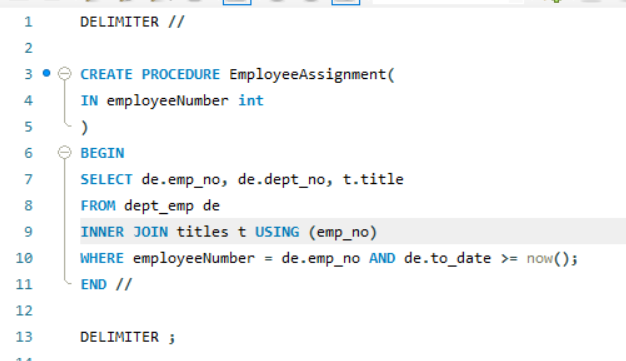 1 DELIMITER //
2
3 CREATE PROCEDURE EmployeeAssignment(
4 IN employeeNumber int
5 )
6 BEGIN
7 SELECT de.emp_no, de.dept_no, t.title
8 FROM dept_emp de
9 INNER JOIN titles t USING (emp_no)
10 WHERE employeeNumber = de.emp_no AND de.to_date >= now();
11 END //
12
13 DELIMITER ;